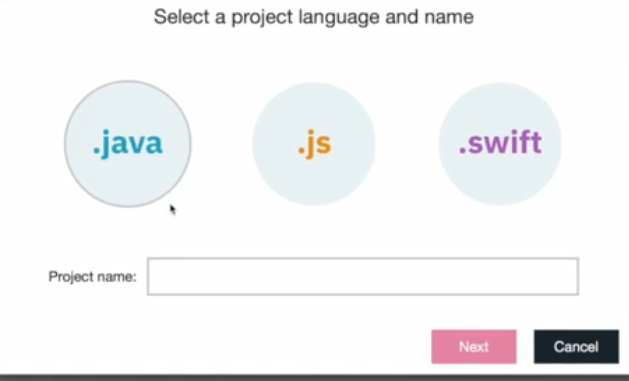 Select a project language and name
.java
.js
.swift
Project name:
Next
Cancel